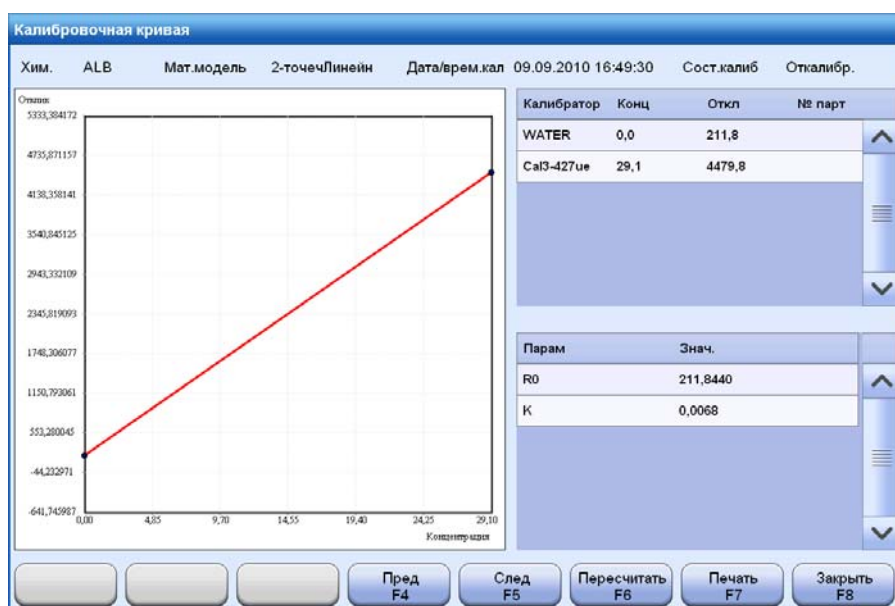 Калибровочная кривая
Хим. ALB Мат.модель 2-точечЛинейн Дата/врем.кал 09.09.2010 16:49:30 Сост.калиб Откалибр.
Отклик
5333,384172
4735,871157
4138,358141
3540,845125
2943,332109
2345,819093
1748,306077
1150,793061
553,280045
-44,232971
-641,745987
0,00 4,85 9,70 14,55 19,40 24,25 29,10
Концентрация
Калибратор Конц Откл № парт
WATER 0,0 211,8
Cal3-427ue 29,1 4479,8
Парам Знач.
R0 211,8440
K 0,0068
Пред F4
След F5
Пересчитать F6
Печать F7
Закрыть F8